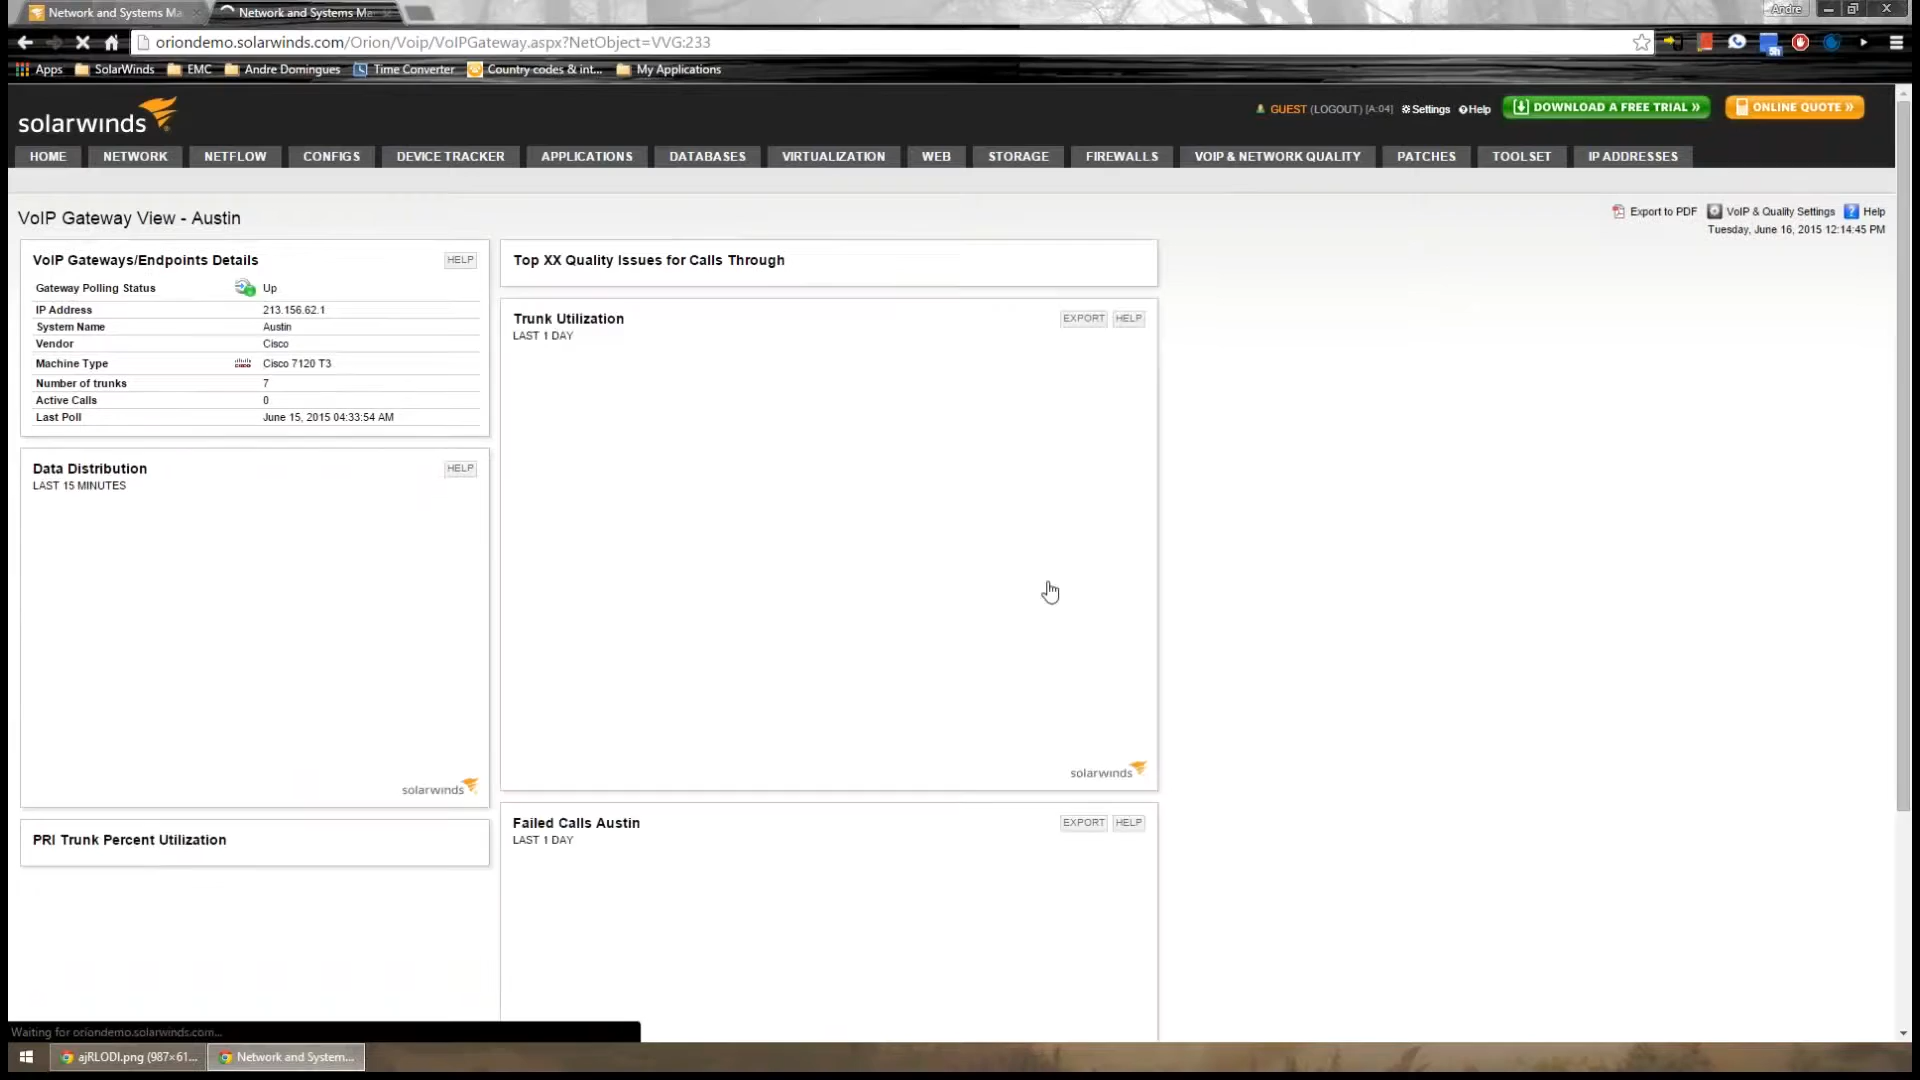 Network and Systems Ma
Network and Systems Ma
Andre
oriondemo.solarwinds.com/Orion/Voip/VoIPGateway.aspx?NetObject=VVG:233
Apps SolarWinds EMC Andre Domingues Time Converter Country codes & int... My Applications
solarwinds
GUEST (LOGOUT) [A:04] Settings Help DOWNLOAD A FREE TRIAL » ONLINE QUOTE »
HOME NETWORK NETFLOW CONFIGS DEVICE TRACKER APPLICATIONS DATABASES VIRTUALIZATION WEB STORAGE FIREWALLS VOIP & NETWORK QUALITY PATCHES TOOLSET IP ADDRESSES
VoIP Gateway View - Austin
Export to PDF VoIP & Quality Settings ? Help
Tuesday, June 16, 2015 12:14:45 PM
VoIP Gateways/Endpoints Details HELP
Gateway Polling Status Up
IP Address 213.156.62.1
System Name Austin
Vendor Cisco
Machine Type Cisco 7120 T3
Number of trunks 7
Active Calls 0
Last Poll June 15, 2015 04:33:54 AM
Data Distribution HELP
LAST 15 MINUTES
solarwinds
PRI Trunk Percent Utilization
Top XX Quality Issues for Calls Through
Trunk Utilization EXPORT HELP
LAST 1 DAY
solarwinds
Failed Calls Austin EXPORT HELP
LAST 1 DAY
Waiting for oriondemo.solarwinds.com...
ajRLODI.png (987×61... Network and System...